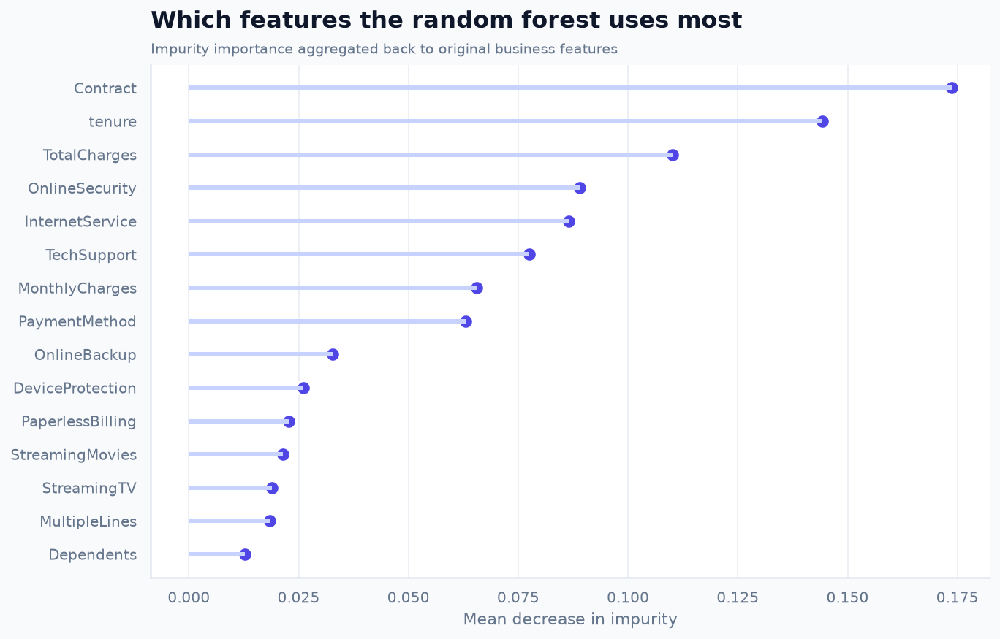 Which features the random forest uses most
Impurity importance aggregated back to original business features
Contract
tenure
TotalCharges
OnlineSecurity
InternetService
TechSupport
MonthlyCharges
PaymentMethod
OnlineBackup
DeviceProtection
PaperlessBilling
StreamingMovies
StreamingTV
MultipleLines
Dependents
0.000 0.025 0.050 0.075 0.100 0.125 0.150 0.175
Mean decrease in impurity